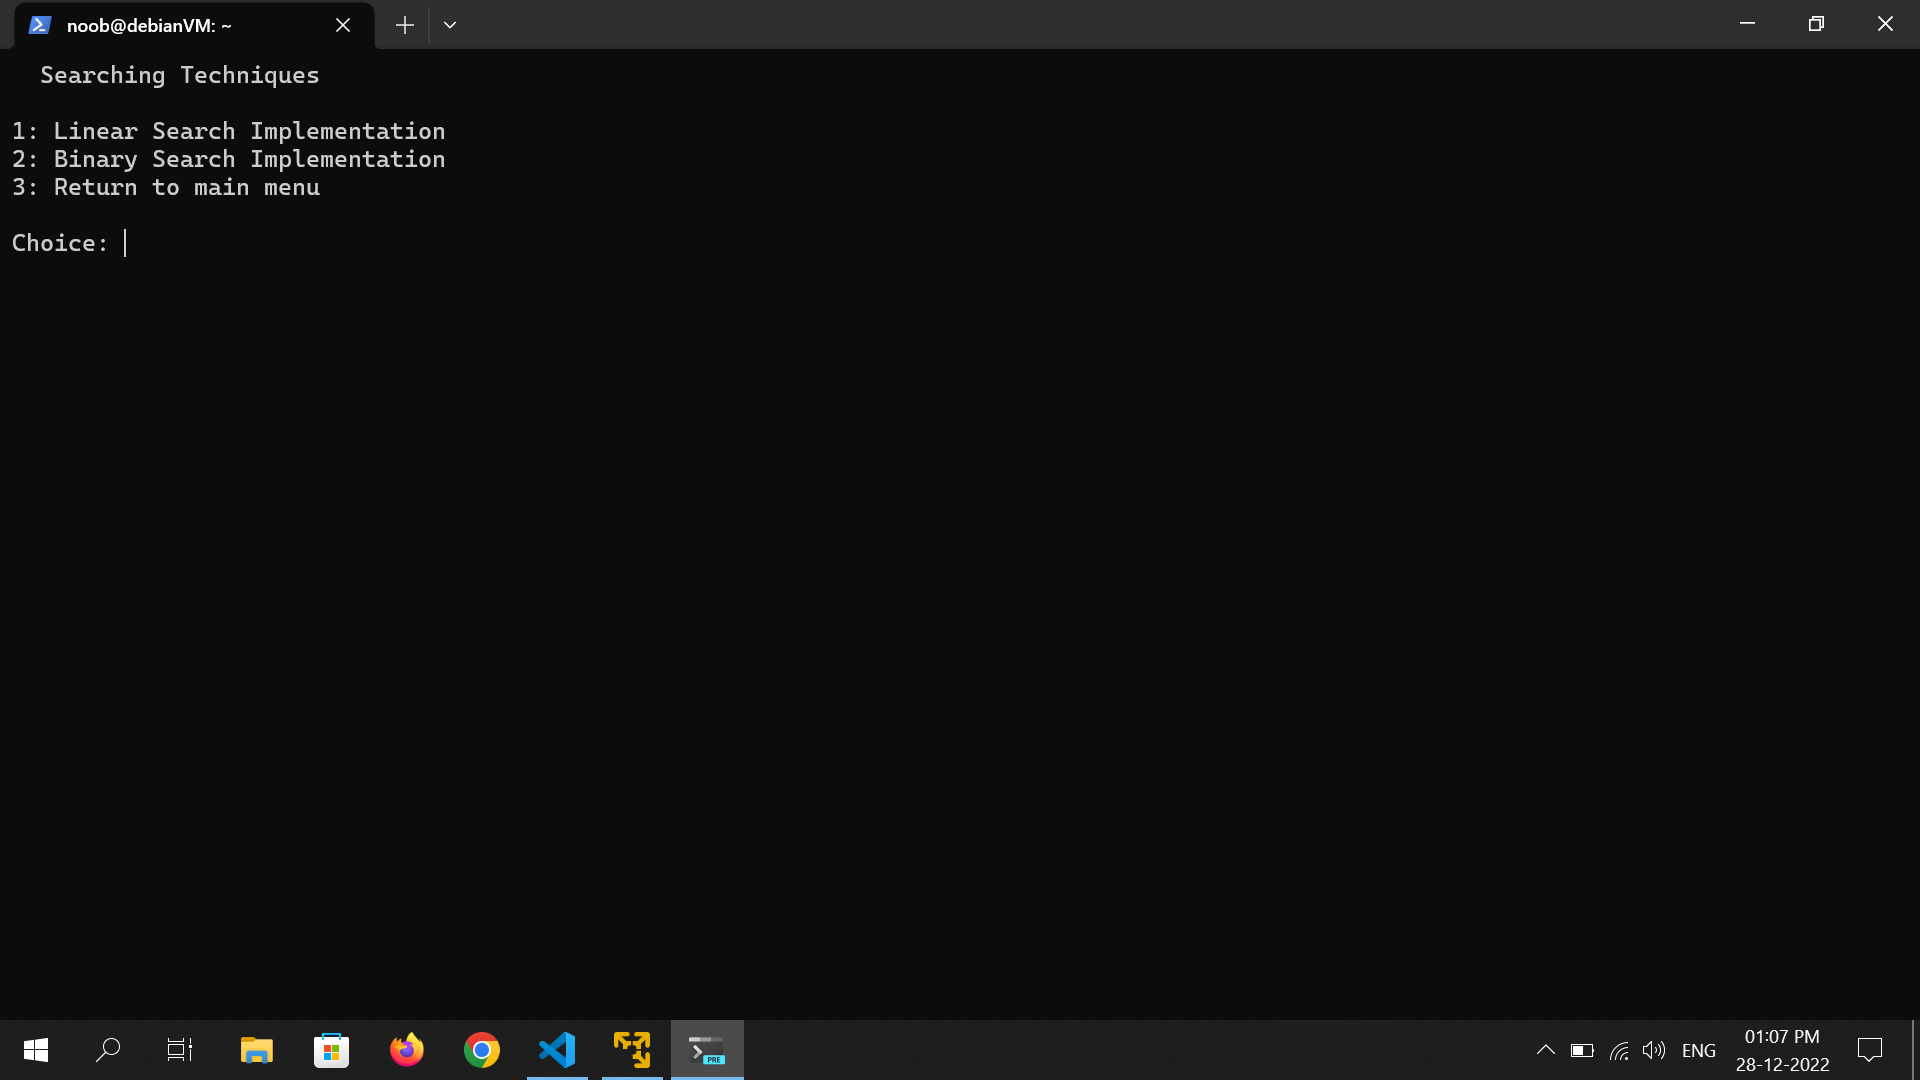 noob@debianVM: ~
Searching Techniques
1: Linear Search Implementation
2: Binary Search Implementation
3: Return to main menu
Choice:
PRE
ENG
01:07 PM
28-12-2022